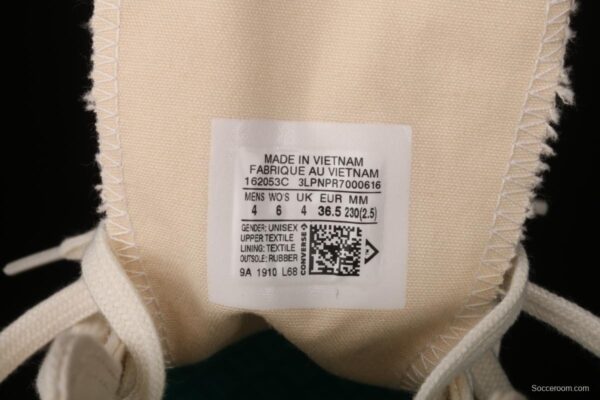 MADE IN VIETNAM
FABRIQUE AU VIETNAM
162053C 3LPNPR7000616
MENS WO'S UK EUR MM
4 6 4 36.5 230(2.5)
GENDER: UNISEX
UPPER:TEXTILE
LINING: TEXTILE
OUTSOLE: RUBBER
CONVERSE
9A 1910 L68
Socceroom.com